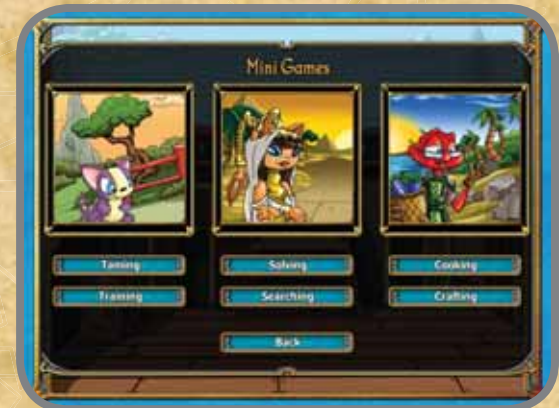 Mini Games
Taming
Solving
Cooking
Training
Searching
Crafting
Back